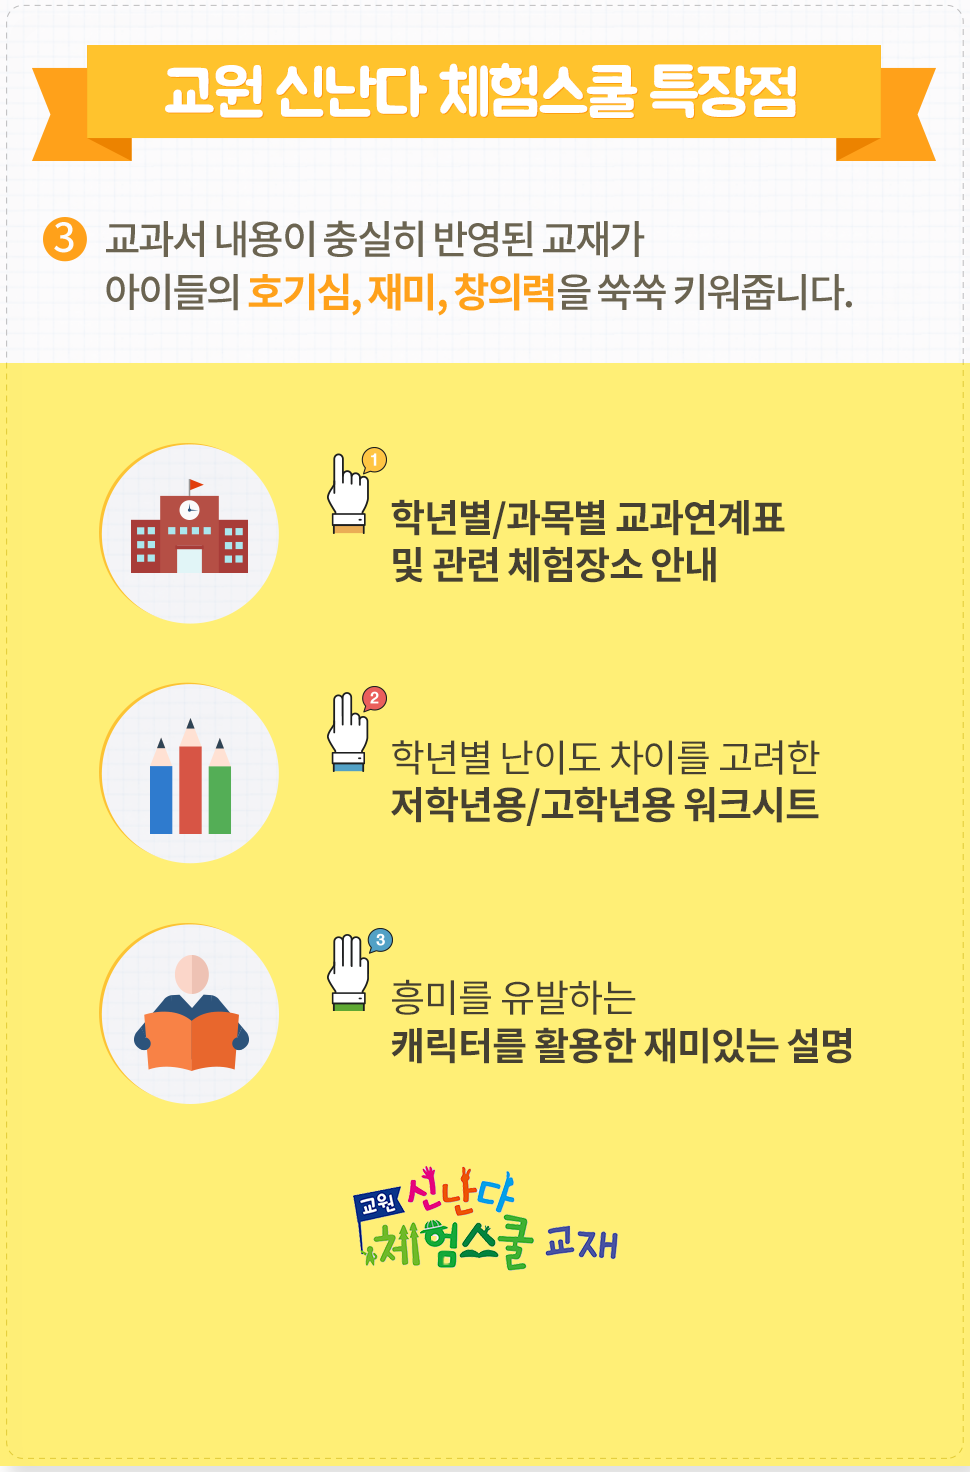 교원 신난다 체험스쿨 특장점
3 교과서 내용이 충실히 반영된 교재가
아이들의 호기심, 재미, 창의력을 쑥쑥 키워줍니다.
1
학년별/과목별 교과연계표
및 관련 체험장소 안내
2
학년별 난이도 차이를 고려한
저학년용/고학년용 워크시트
3
흥미를 유발하는
캐릭터를 활용한 재미있는 설명
교원 신난다
체험스쿨 교재